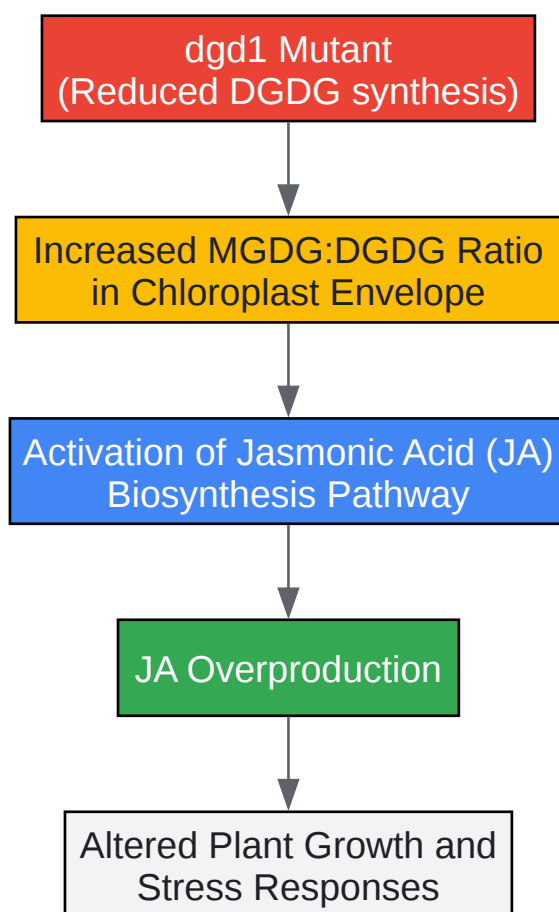 dgd1 Mutant
(Reduced DGDG synthesis)
Increased MGDG:DGDG Ratio
in Chloroplast Envelope
Activation of Jasmonic Acid (JA)
Biosynthesis Pathway
JA Overproduction
Altered Plant Growth and
Stress Responses